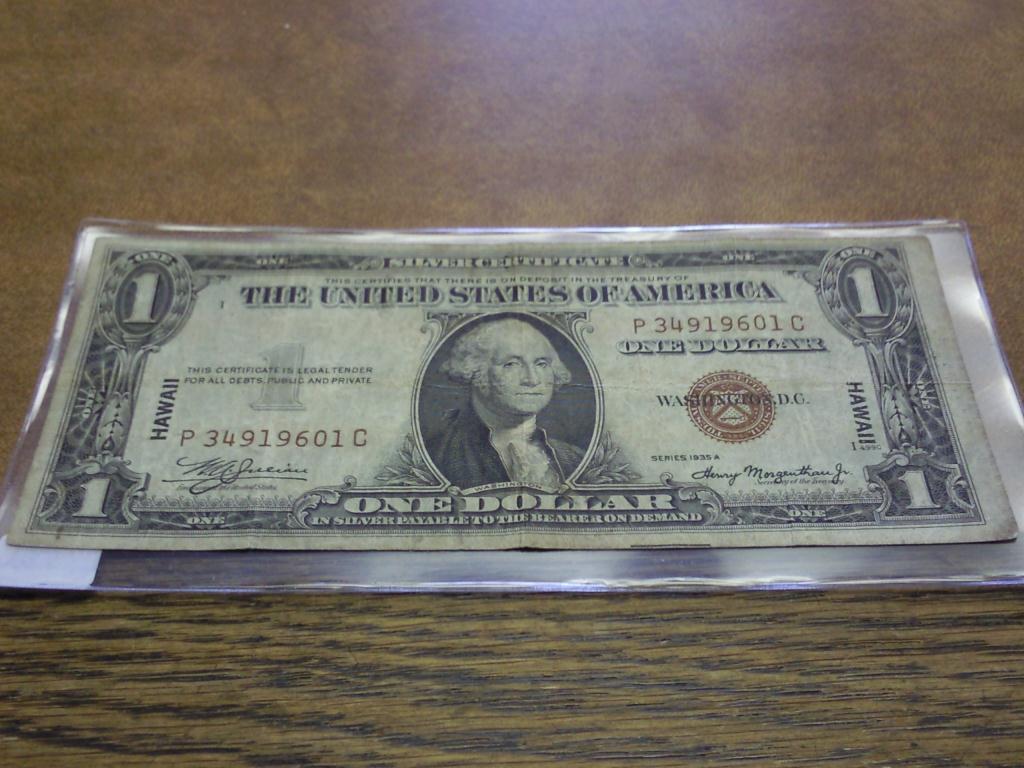 ONE
ONE
SILVER CERTIFICATE
ONE
ONE
THIS CERTIFIES THAT THERE IS ON DEPOSIT IN THE TREASURY OF
THE UNITED STATES OF AMERICA
1
1
I
P 34919601 C
ONE DOLLAR
1
THIS CERTIFICATE IS LEGAL TENDER
FOR ALL DEBTS, PUBLIC AND PRIVATE
WASHINGTON, D.C.
HAWAII
HAWAII
P 34919601 C
SERIES 1935 A
Henry Morgenthau Jr.
Secretary of the Treasury
WASHINGTON
1
1
ONE DOLLAR
IN SILVER PAYABLE TO THE BEARER ON DEMAND
ONE
ONE